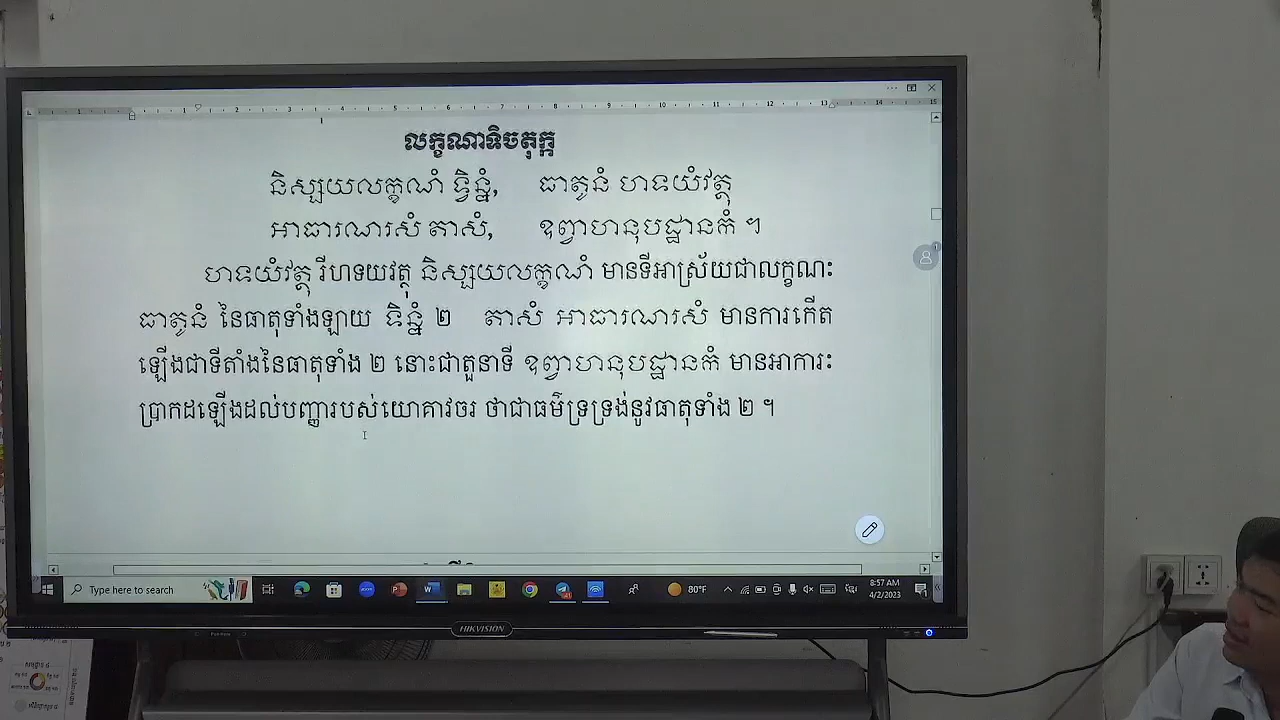 លក្ខណាទិចតុក្ក
និស្សយលក្ខណំ ទ្វិន្នំ, ធាតូនំ ហទយំវត្ថុ
អាធារណរសំ តាសំ, ឧព្វាហនុបដ្ឋានកំ ។
ហទយំវត្ថុ រីហទយវត្ថុ និស្សយលក្ខណំ មានទីអាស្រ័យជាលក្ខណះ
ធាតូនំ នៃធាតុទាំងឡាយ ទិន្នំ ២ តាសំ អាធារណរសំ មានការកើត
ឡើងជាទីតាំងនៃធាតុទាំង ២ នោះជាតួនាទី ឧព្វាហនុបដ្ឋានកំ មានអាការះ
ប្រាកដឡើងដល់បញ្ញារបស់យោគាវចរ ថាជាធម៌ទ្រទ្រង់នូវធាតុទាំង ២ ។
Type here to search
80°F
8:57 AM
4/2/2023
HIKVISION